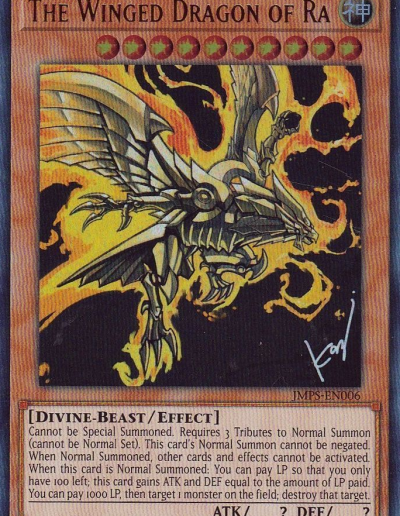 The Winged Dragon of Ra 神
JMPS-EN006
[Divine-Beast/Effect]
Cannot be Special Summoned. Requires 3 Tributes to Normal Summon
(cannot be Normal Set). This card's Normal Summon cannot be negated.
When Normal Summoned, other cards and effects cannot be activated.
When this card is Normal Summoned: You can pay LP so that you only
have 100 left; this card gains ATK and DEF equal to the amount of LP paid.
You can pay 1000 LP, then target 1 monster on the field; destroy that target.
ATK/ ? DEF/ ?